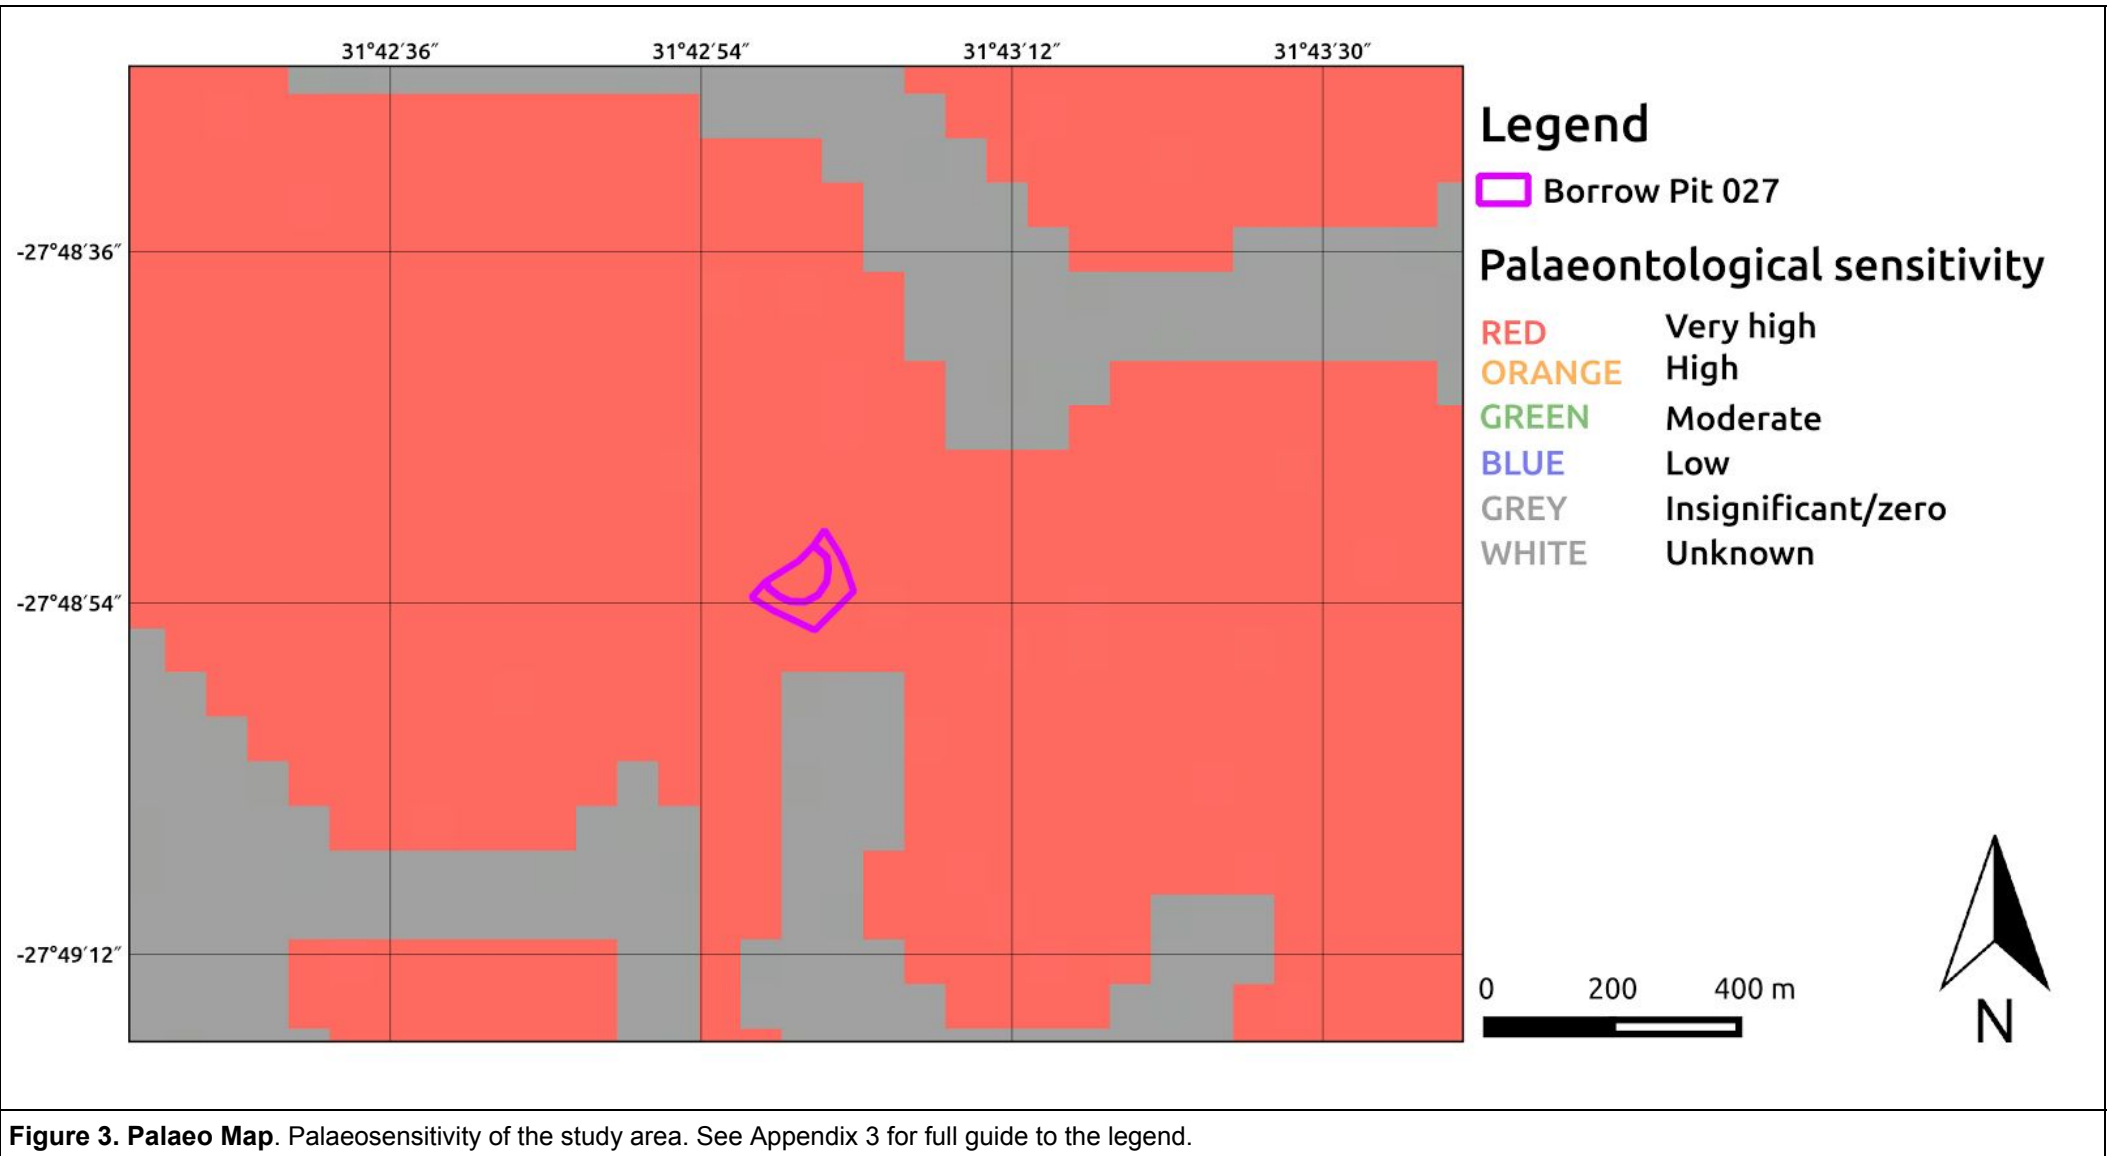 31°42′36″ 31°42′54″ 31°43′12″ 31°43′30″
-27°48′36″
-27°48′54″
-27°49′12″
Legend
Borrow Pit 027
Palaeontological sensitivity
RED Very high
ORANGE High
GREEN Moderate
BLUE Low
GREY Insignificant/zero
WHITE Unknown
0 200 400 m
N
Figure 3. Palaeo Map. Palaeosensitivity of the study area. See Appendix 3 for full guide to the legend.